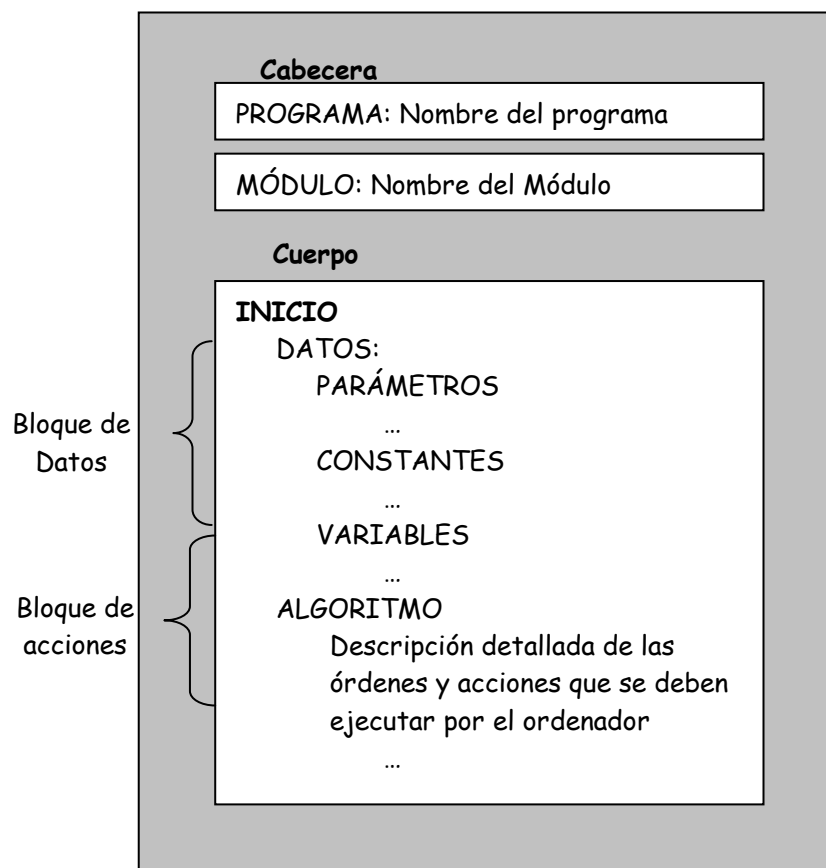 Cabecera
PROGRAMA: Nombre del programa
MÓDULO: Nombre del Módulo
Cuerpo
INICIO
DATOS:
PARÁMETROS
...
CONSTANTES
...
VARIABLES
...
ALGORITMO
Descripción detallada de las
órdenes y acciones que se deben
ejecutar por el ordenador
...
Bloque de
Datos
Bloque de
acciones